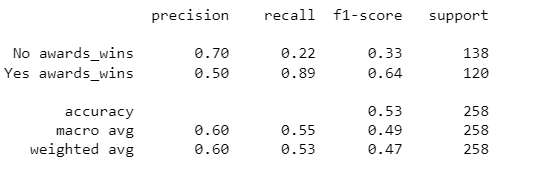 precision recall f1-score support
No awards_wins 0.70 0.22 0.33 138
Yes awards_wins 0.50 0.89 0.64 120
accuracy 0.53 258
macro avg 0.60 0.55 0.49 258
weighted avg 0.60 0.53 0.47 258